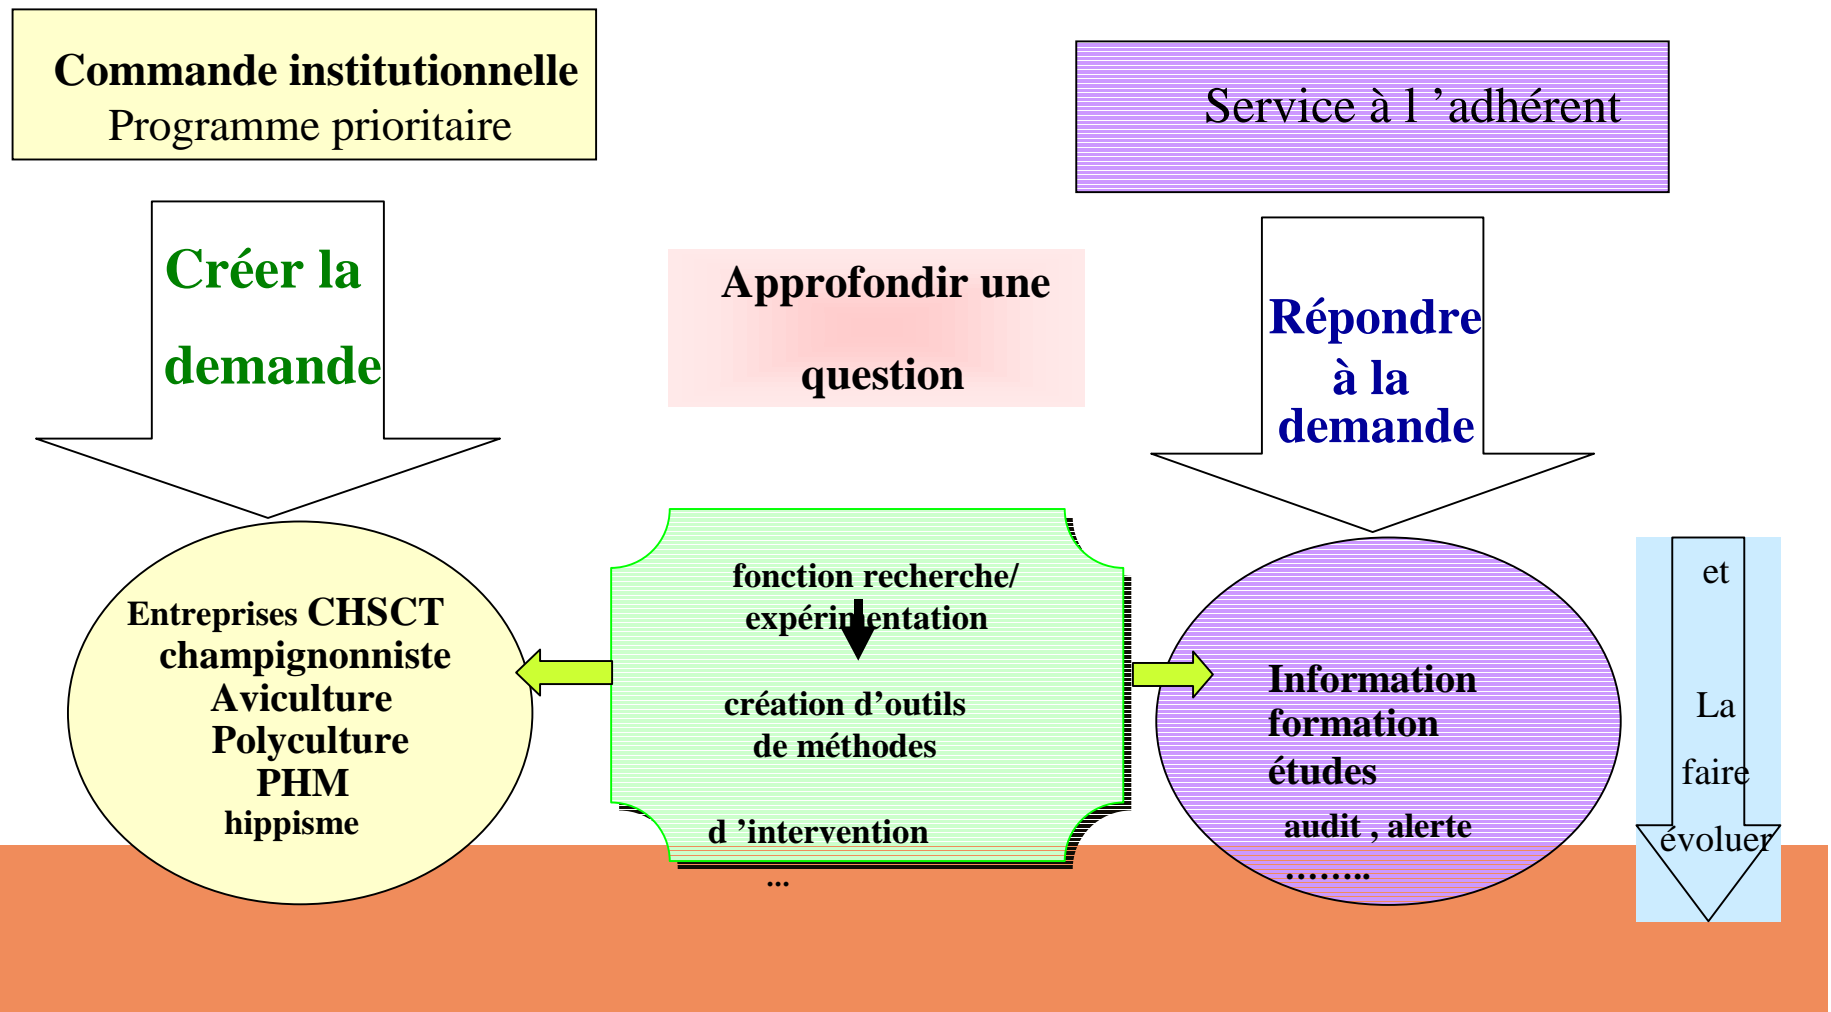 Commande institutionnelle
Programme prioritaire
Service à l ’adhérent
Créer la
demande
Approfondir une
question
Répondre
à la
demande
Entreprises CHSCT
champignonniste
Aviculture
Polyculture
PHM
hippisme
fonction recherche/
expérimentation
création d’outils
de méthodes
d ’intervention
...
Information
formation
études
audit , alerte
……..
et
La
faire
évoluer